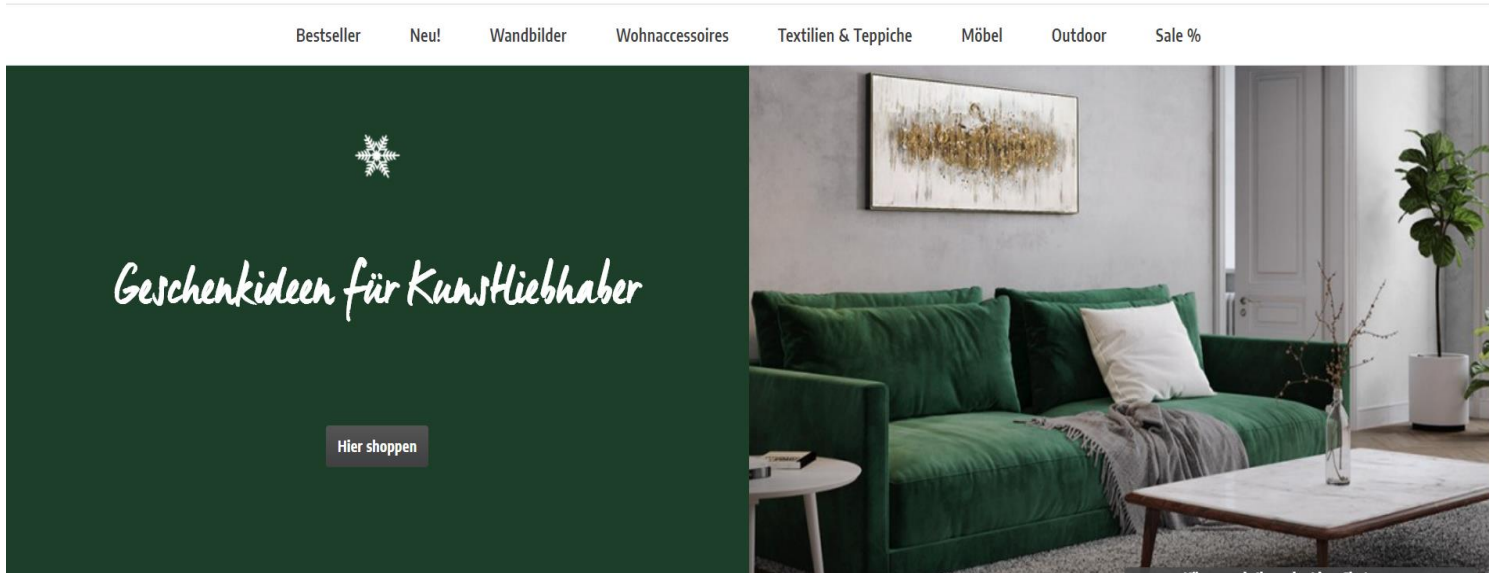 Bestseller Neu! Wandbilder Wohnaccessoires Textilien & Teppiche Möbel Outdoor Sale %
Geschenkideen für Kunstliebhaber
Hier shoppen